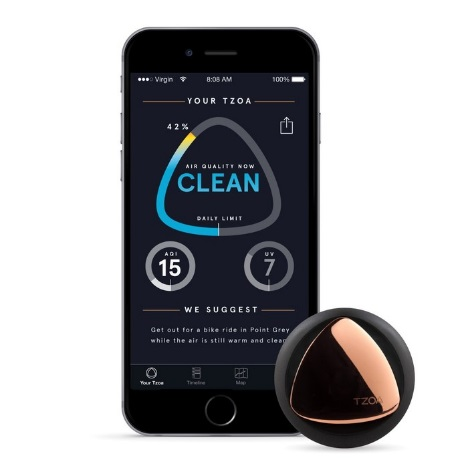 Virgin 8:08 AM 100%
YOUR TZOA
42%
AIR QUALITY NOW
CLEAN
DAILY LIMIT
AQI UV
15 7
WE SUGGEST
Get out for a bike ride in Point Grey
while the air is still warm and clean
Your Tzoa Timeline Map
TZOA